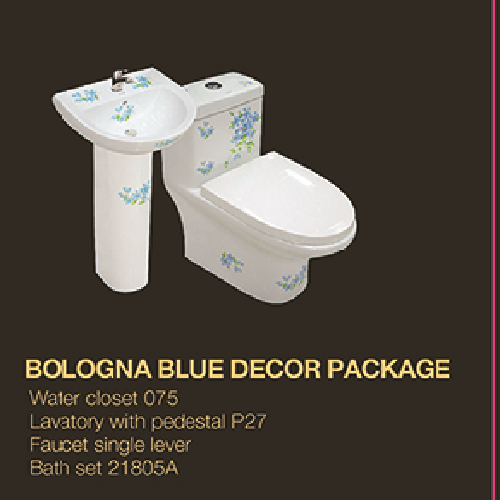 BOLOGNA BLUE DECOR PACKAGE
Water closet 075
Lavatory with pedestal P27
Faucet single lever
Bath set 21805A